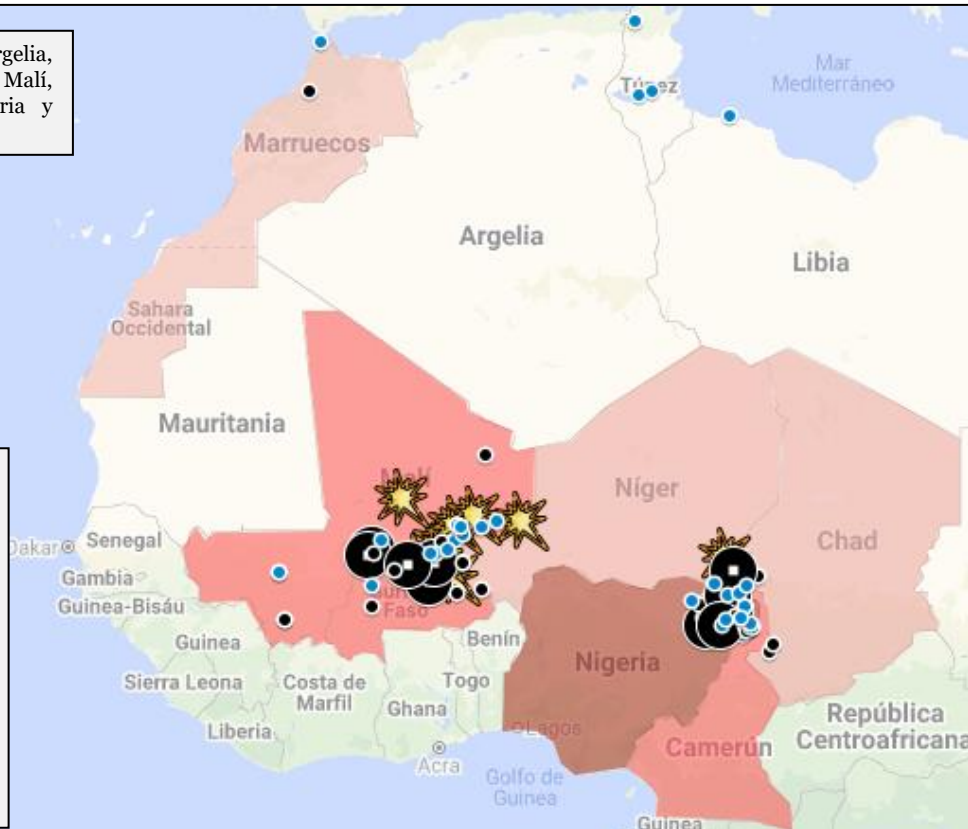 rgelia,
Malí,
ria y
Mar
Mediterráneo
Túnez
Marruecos
Argelia
Libia
Sahara
Occidental
Mauritania
Malí
Níger
Chad
Dakar
Senegal
Gambia
Guinea-Bisáu
Faso
Guinea
Benín
Nigeria
Sierra Leona
Costa de
Marfil
Togo
Ghana
Liberia
Lagos
República
Centroafricana
Camerún
Acra
Golfo de
Guinea
Guinea